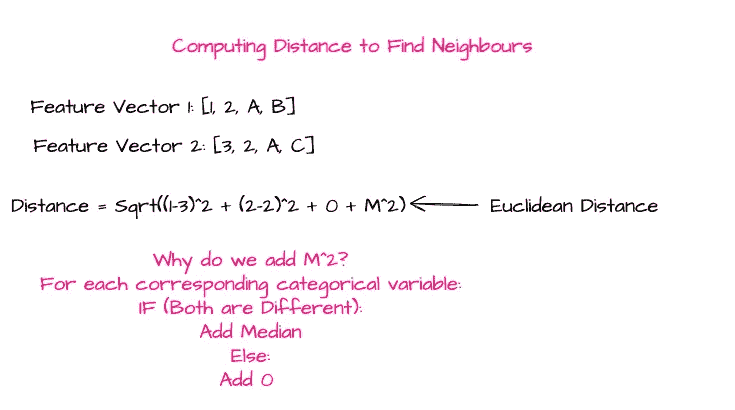 Computing Distance to Find Neighbours
Feature Vector 1: [1, 2, A, B]
Feature Vector 2: [3, 2, A, C]
Distance = Sqrt((1-3)^2 + (2-2)^2 + 0 + M^2)
Euclidean Distance
Why do we add M^2?
For each corresponding categorical variable:
IF (Both are Different):
Add Median
Else:
Add 0